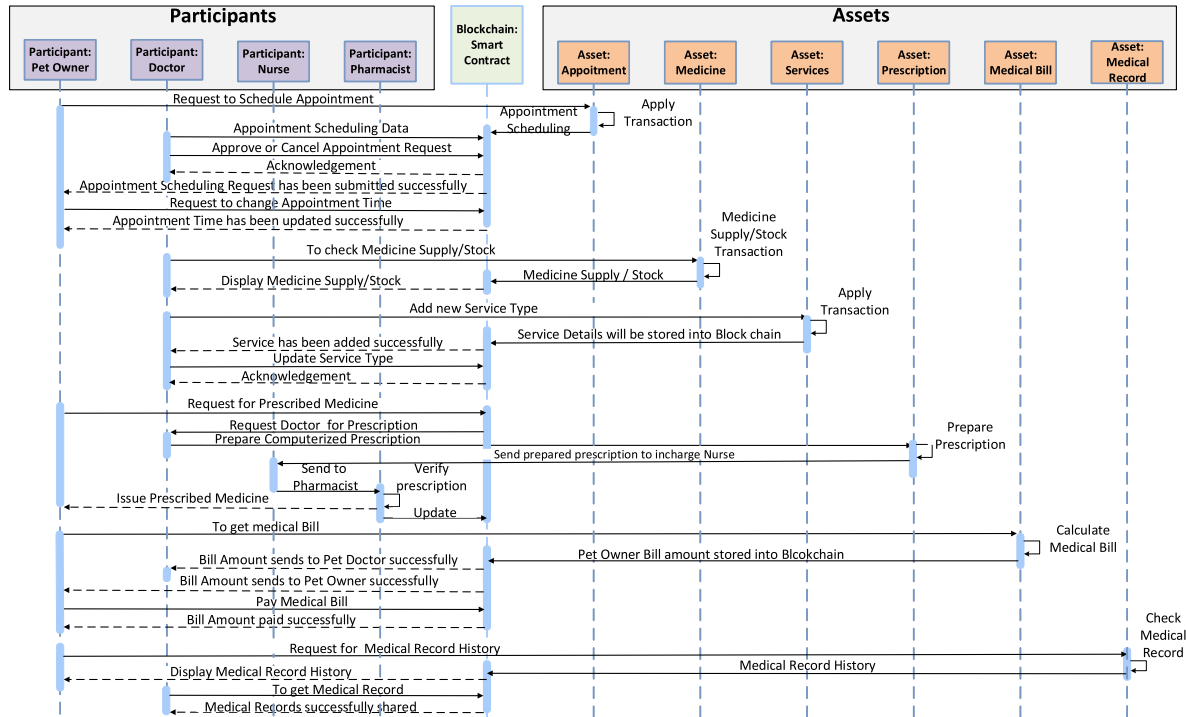 Participants
Assets
Participant:
Pet Owner
Participant:
Doctor
Participant:
Nurse
Participant:
Pharmacist
Blockchain:
Smart
Contract
Asset:
Appoitment
Asset:
Medicine
Asset:
Services
Asset:
Prescription
Asset:
Medical Bill
Asset:
Medical
Record
Request to Schedule Appointment
Apply
Transaction
Appointment
Scheduling
Appointment Scheduling Data
Approve or Cancel Appointment Request
Acknowledgement
Appointment Scheduling Request has been submitted successfully
Request to change Appointment Time
Appointment Time has been updated successfully
Medicine
Supply/Stock
Transaction
To check Medicine Supply/Stock
Medicine Supply / Stock
Display Medicine Supply/Stock
Apply
Transaction
Add new Service Type
Service Details will be stored into Block chain
Service has been added successfully
Update Service Type
Acknowledgement
Request for Prescribed Medicine
Request Doctor for Prescription
Prepare Computerized Prescription
Prepare
Prescription
Send prepared prescription to incharge Nurse
Send to
Pharmacist
Verify
prescription
Issue Prescribed Medicine
Update
To get medical Bill
Calculate
Medical Bill
Pet Owner Bill amount stored into Blcokchain
Bill Amount sends to Pet Doctor successfully
Bill Amount sends to Pet Owner successfully
Pay Medical Bill
Bill Amount paid successfully
Check
Medical
Record
Request for Medical Record History
Medical Record History
Display Medical Record History
To get Medical Record
Medical Records successfully shared